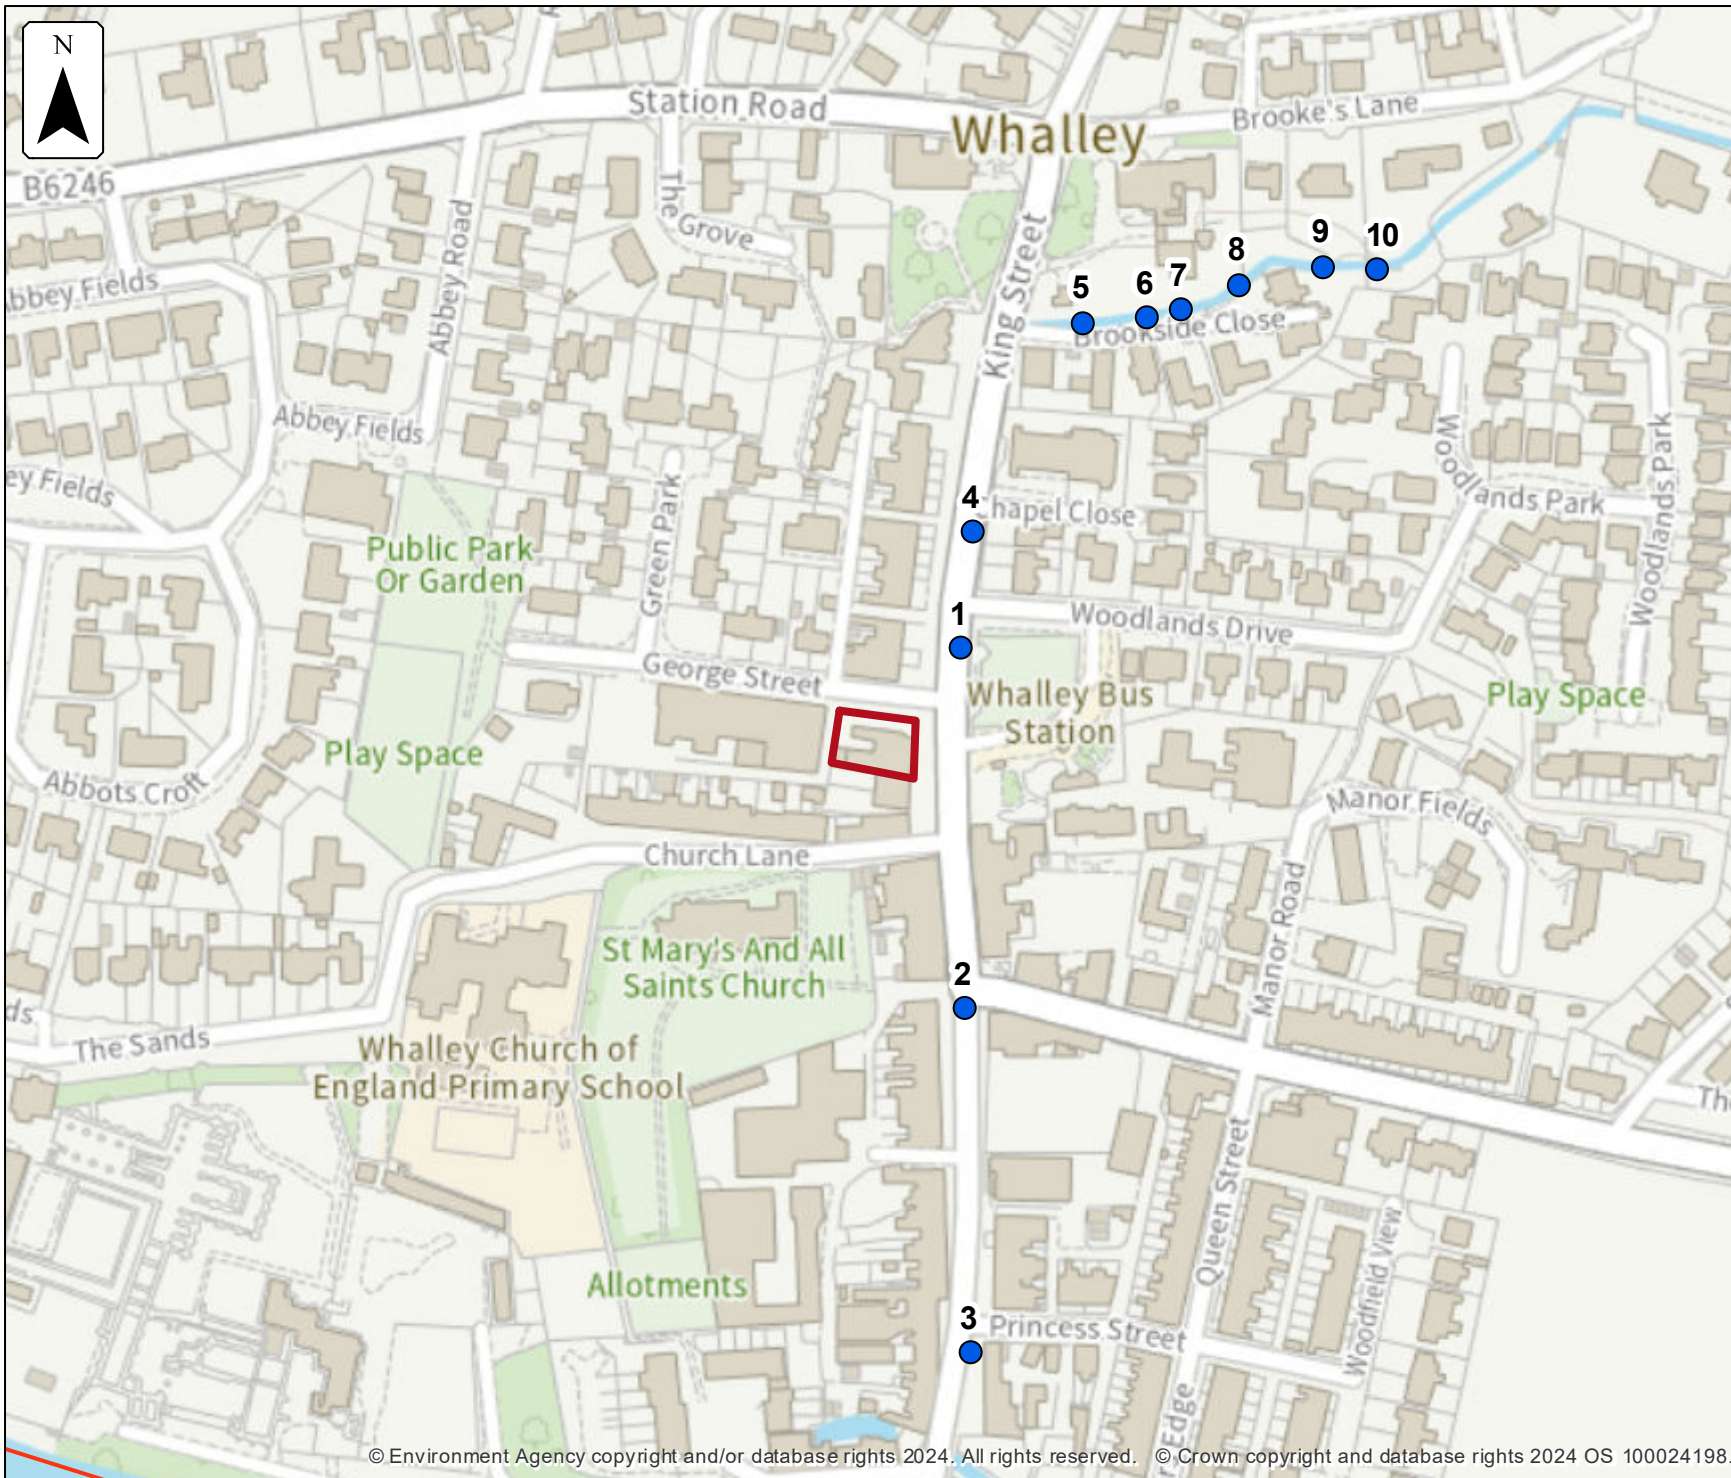 N
Station Road
Whalley
Brooke's Lane
B6246
The Grove
Abbey Road
King Street
bbey Fields
5
6
7
8
9
10
Brookside Close
Abbey Fields
ey Fields
Green Park
4
Chapel Close
Woodlands Park
Woodlands Park
Public Park
Or Garden
1
Woodlands Drive
George Street
Whalley Bus
Station
Play Space
Play Space
Abbots Croft
Manor Fields
Church Lane
Manor Road
St Mary's And All
Saints Church
2
ds
The Sands
Whalley Church of
England Primary School
The
Queen Street
Woodfield View
Allotments
3
Princess Street
Edge
© Environment Agency copyright and/or database rights 2024. All rights reserved. © Crown copyright and database rights 2024 OS 100024198